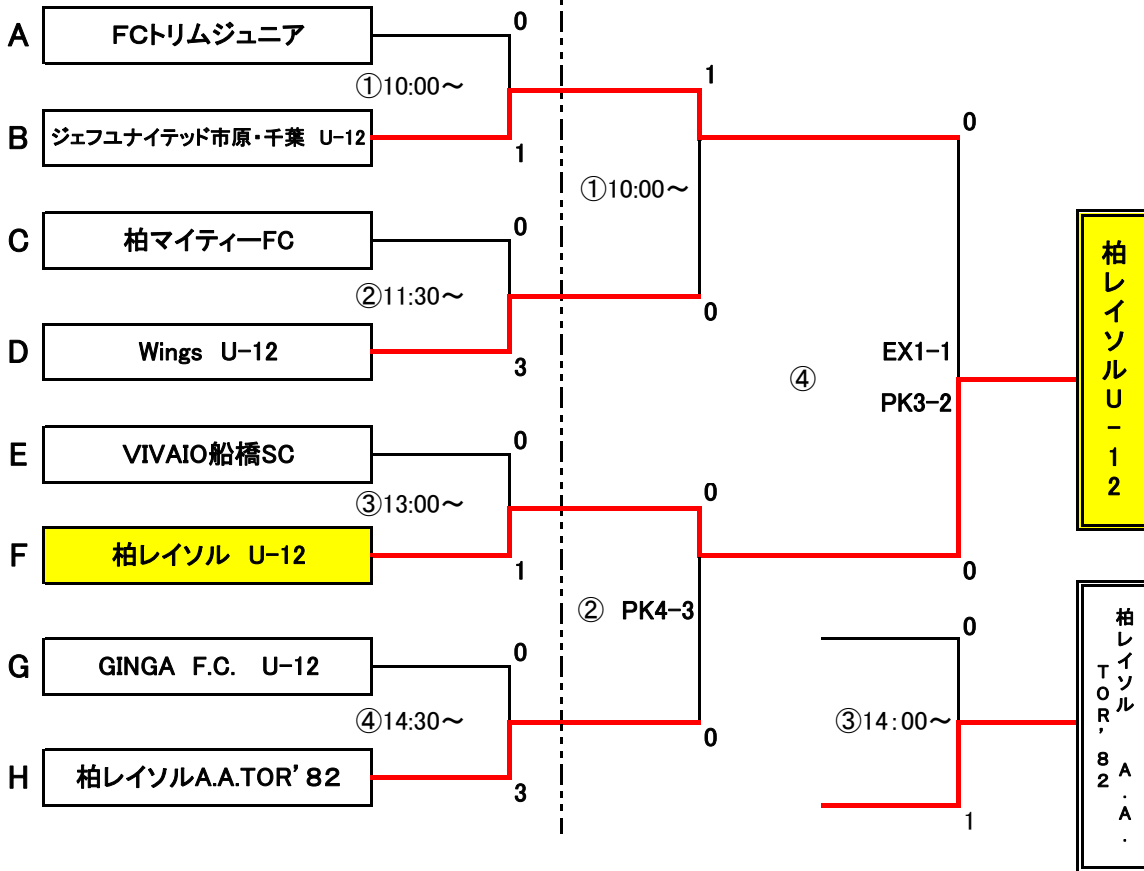 A FCトリムジュニア 0
①10:00～
B ジェフユナイテッド市原・千葉 U-12 1
C 柏マイティーFC 0
②11:30～
D Wings U-12 3
E VIVAIO船橋SC 0
③13:00～
F 柏レイソル U-12 1
G GINGA F.C. U-12 0
④14:30～
H 柏レイソルA.A.TOR’82 3
1
①10:00～
0
0
② PK4-3
0
0
④
EX1-1
PK3-2
0
0
③14:00～
1
柏レイソルU-12
柏レイソル A.A.
TOR’82